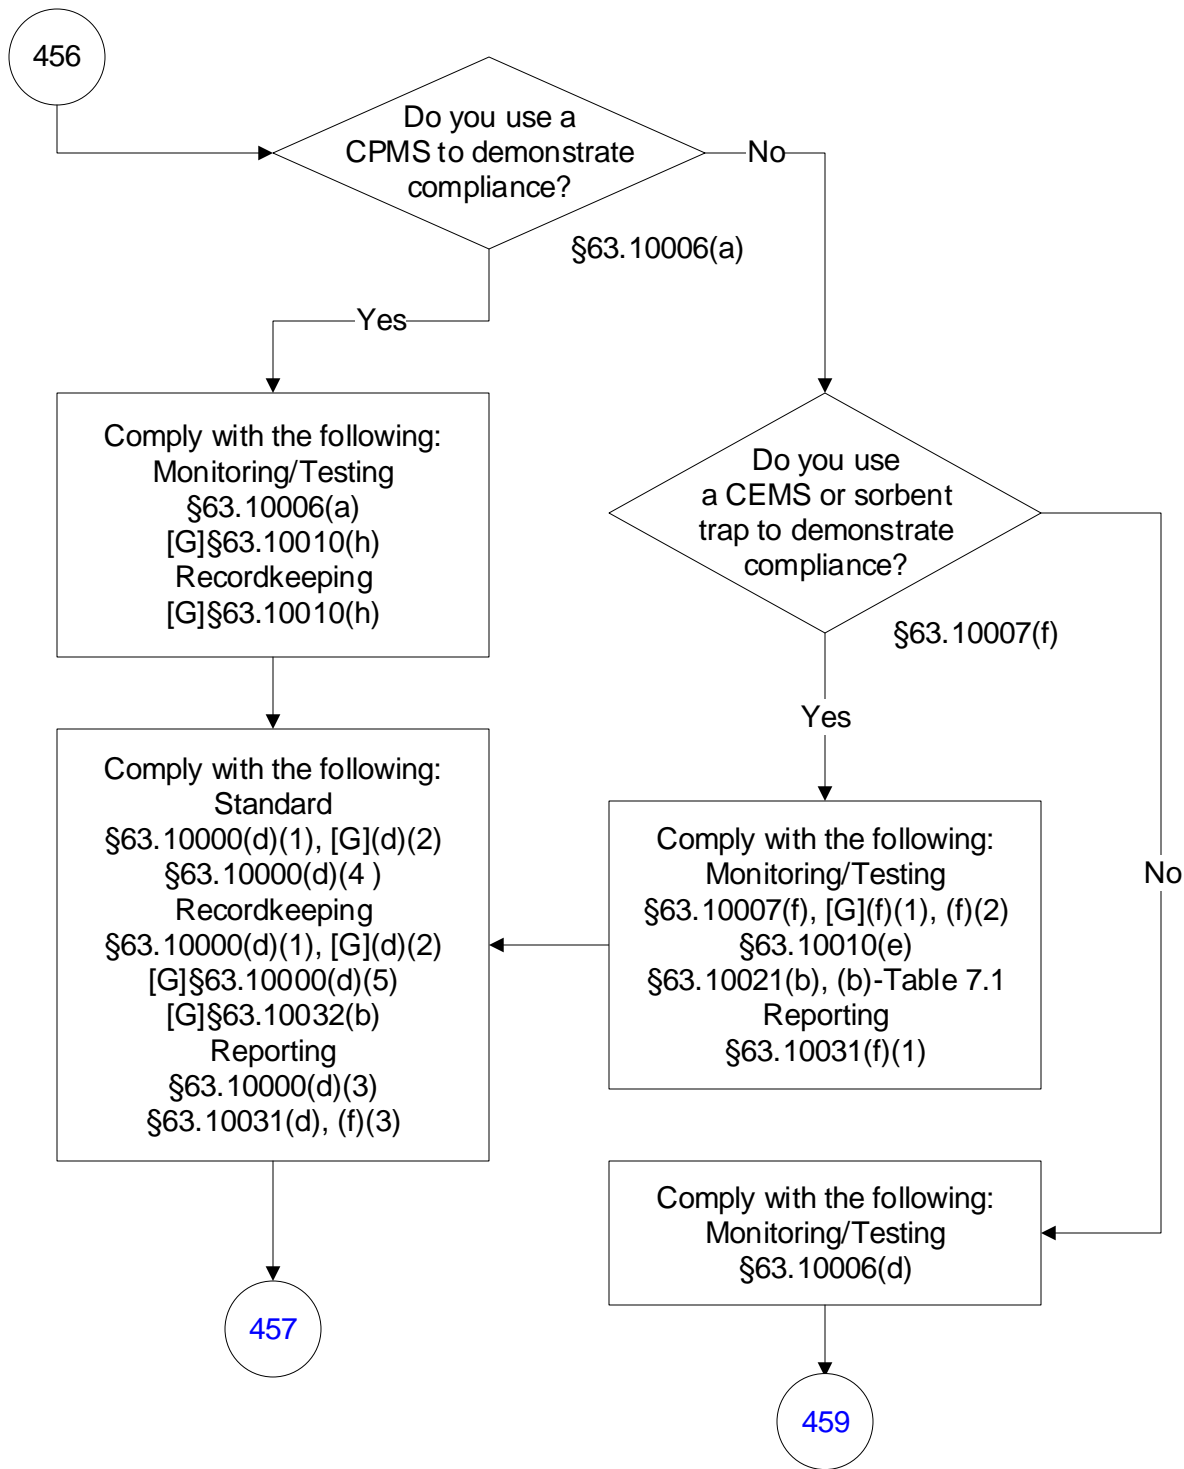 456
Do you use a
CPMS to demonstrate
compliance?
No
§63.10006(a)
Yes
Comply with the following:
Monitoring/Testing
§63.10006(a)
[G]§63.10010(h)
Recordkeeping
[G]§63.10010(h)
Do you use
a CEMS or sorbent
trap to demonstrate
compliance?
§63.10007(f)
Yes
No
Comply with the following:
Standard
§63.10000(d)(1), [G](d)(2)
§63.10000(d)(4 )
Recordkeeping
§63.10000(d)(1), [G](d)(2)
[G]§63.10000(d)(5)
[G]§63.10032(b)
Reporting
§63.10000(d)(3)
§63.10031(d), (f)(3)
Comply with the following:
Monitoring/Testing
§63.10007(f), [G](f)(1), (f)(2)
§63.10010(e)
§63.10021(b), (b)-Table 7.1
Reporting
§63.10031(f)(1)
Comply with the following:
Monitoring/Testing
§63.10006(d)
457
459